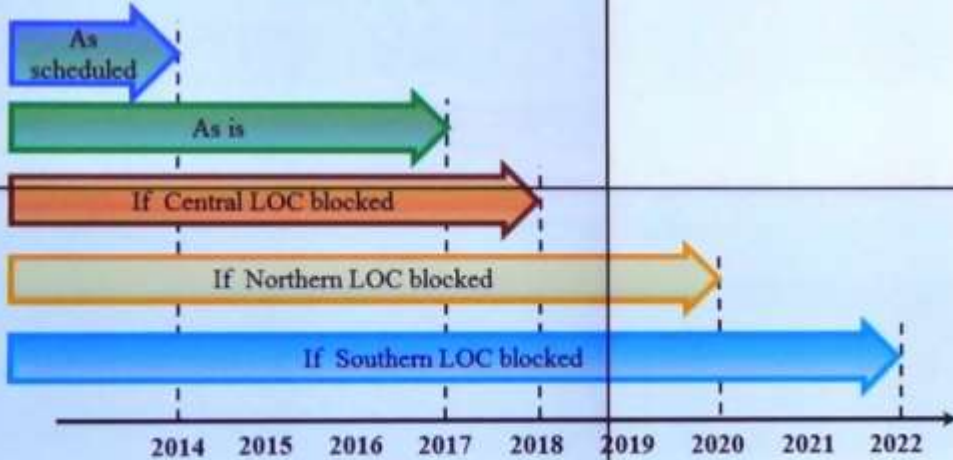 As
scheduled
As is
If Central LOC blocked
If Northern LOC blocked
If Southern LOC blocked
2014 2015 2016 2017 2018 2019 2020 2021 2022